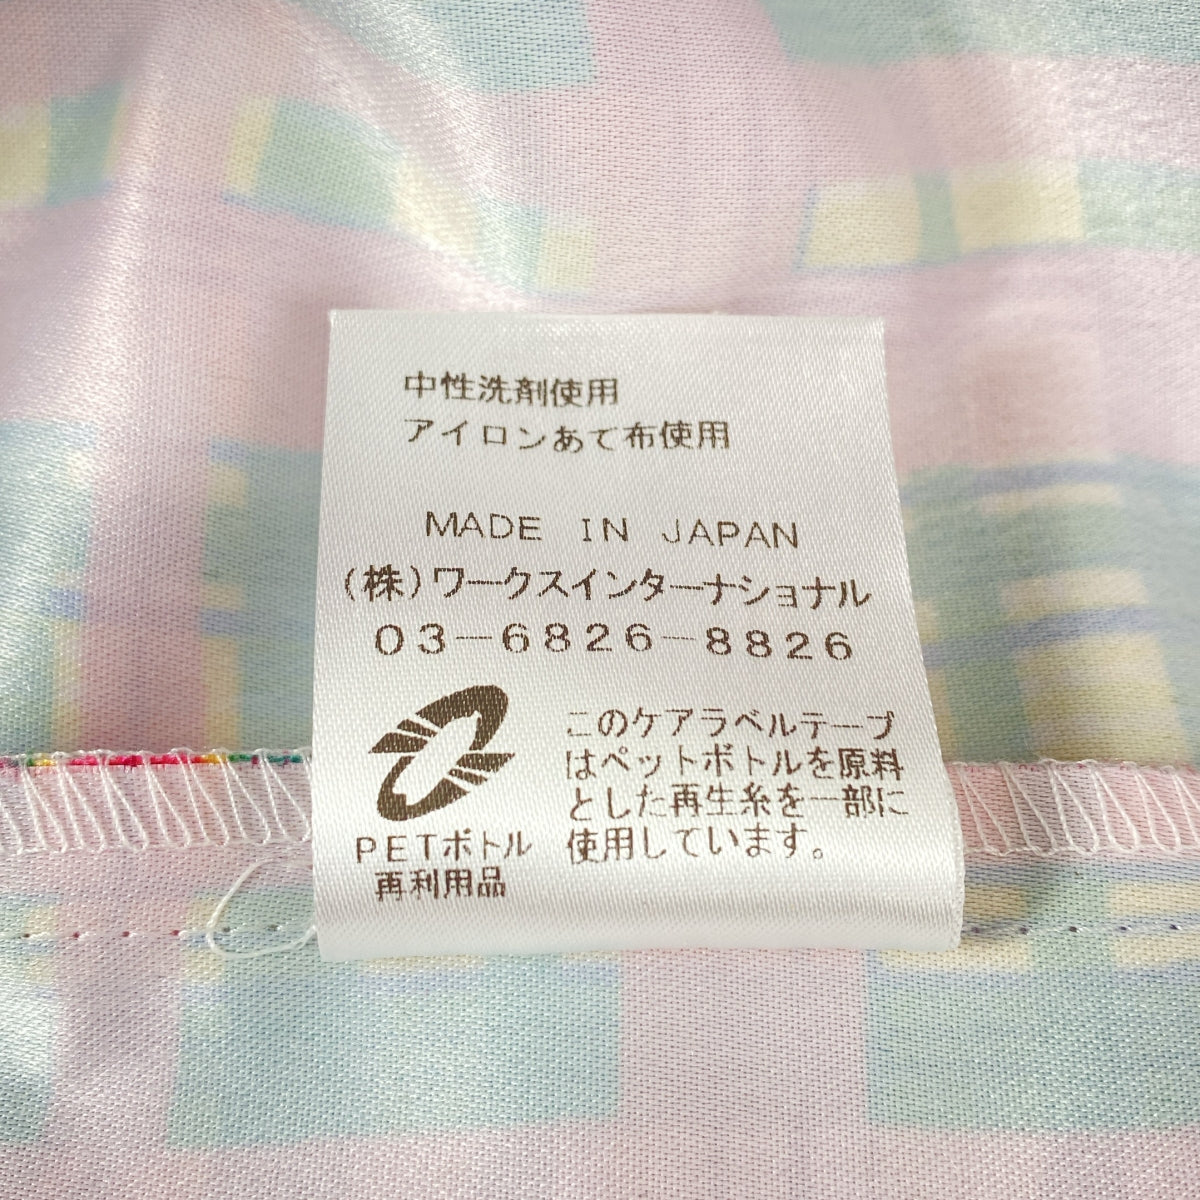 中性洗剤使用
アイロンあて布使用
MADE IN JAPAN
(株)ワークスインターナショナル
03-6826-8826
PETボトル
再利用品
このケアラベルテープ
はペットボトルを原料
とした再生糸を一部に
使用しています。